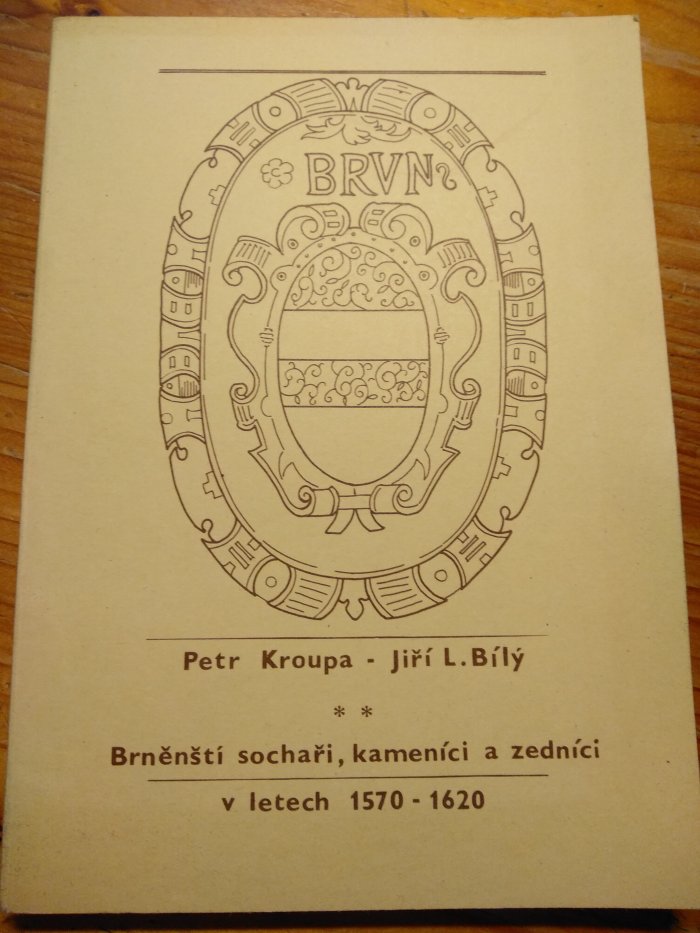 BRVN
Petr Kroupa - Jiří L. Bílý
* *
Brněnští sochaři, kameníci a zedníci
v letech 1570 - 1620